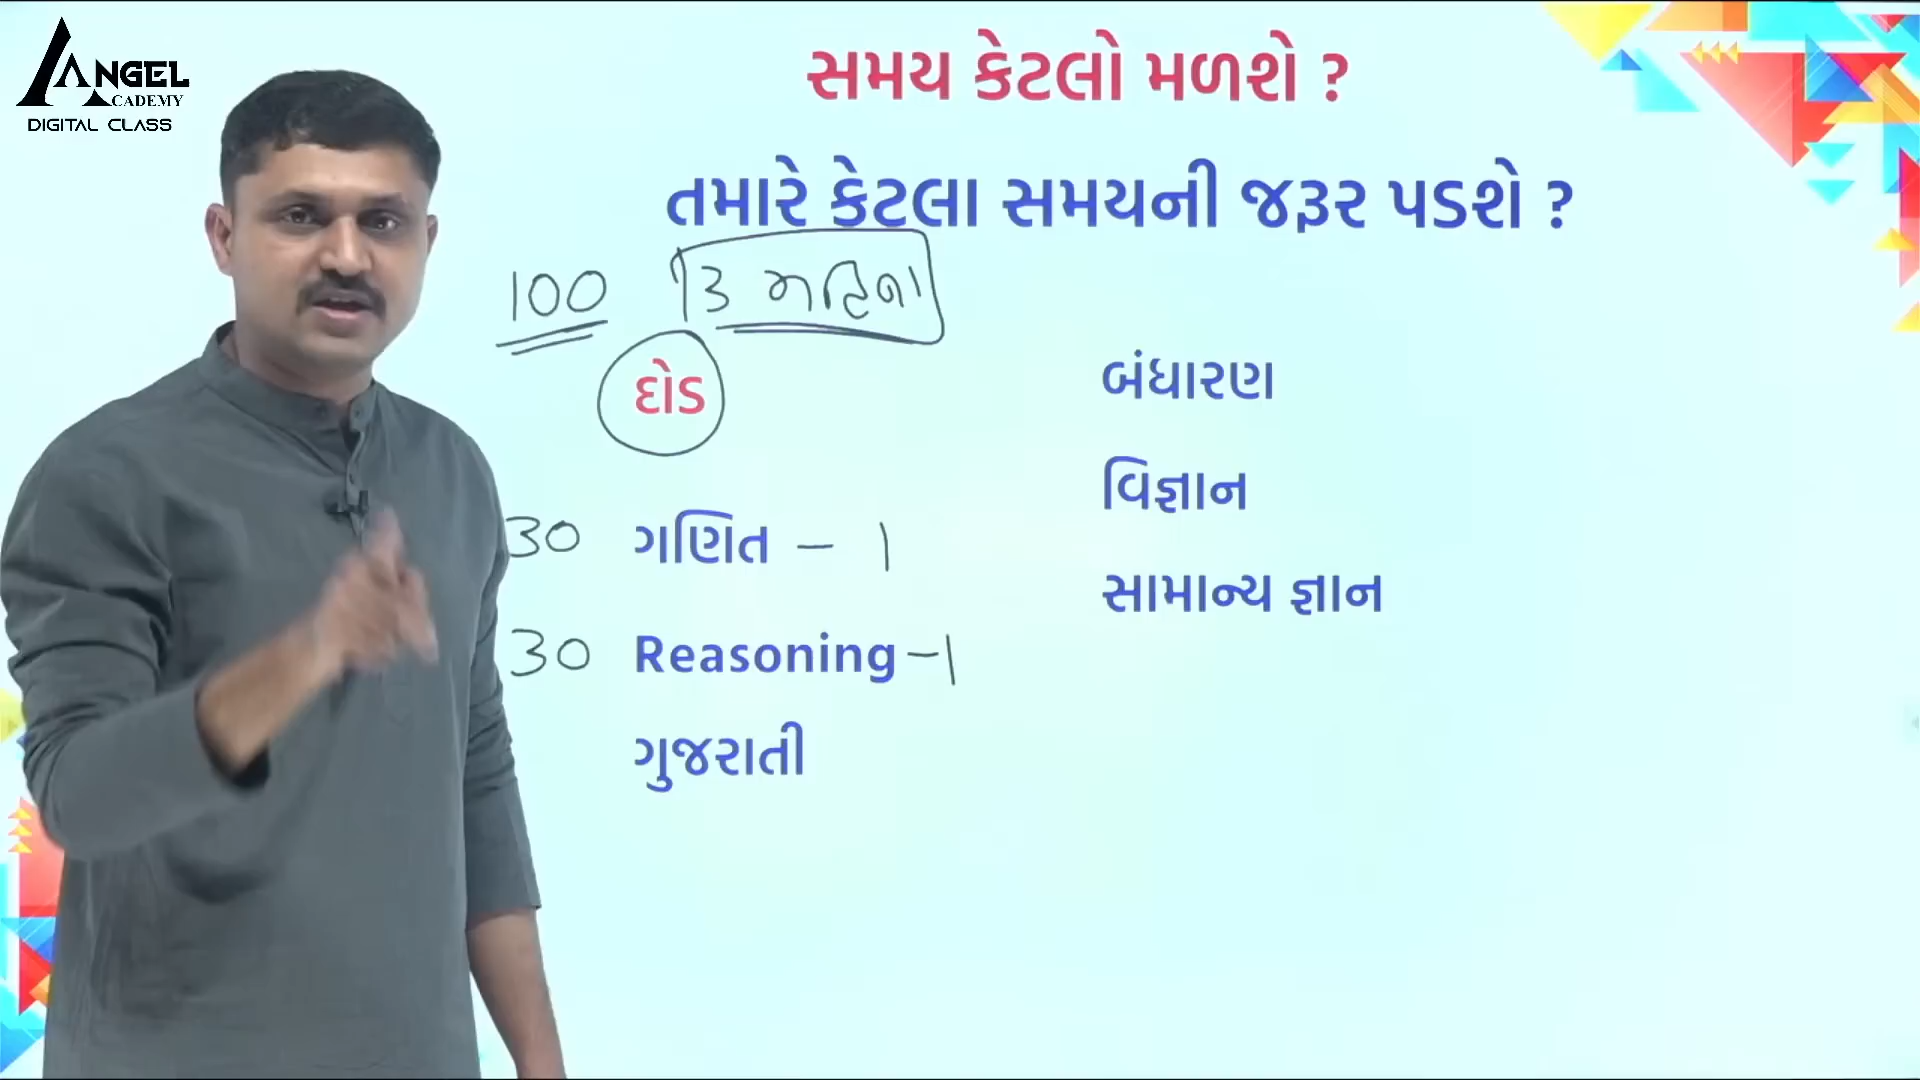 ANGEL
ACADEMY
DIGITAL CLASS
સમય કેટલો મળશે ?
તમારે કેટલા સમયની જરૂર પડશે ?
100 3 મહિના
દોડ
30 ગણિત - 1
30 Reasoning - 1
ગુજરાતી
બંધારણ
વિજ્ઞાન
સામાન્ય જ્ઞાન